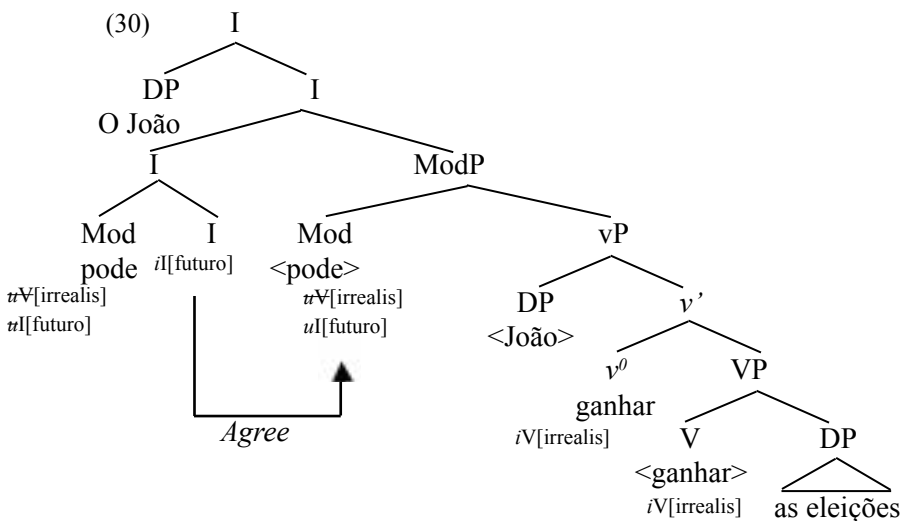 (30) I
DP I
O João
I ModP
Mod I Mod vP
pode iI[futuro] <pode>
uV[irrealis] uV[irrealis] DP v’
uI[futuro] uI[futuro] <João>
v⁰ VP
ganhar
Agree iV[irrealis] V DP
<ganhar>
iV[irrealis] as eleições